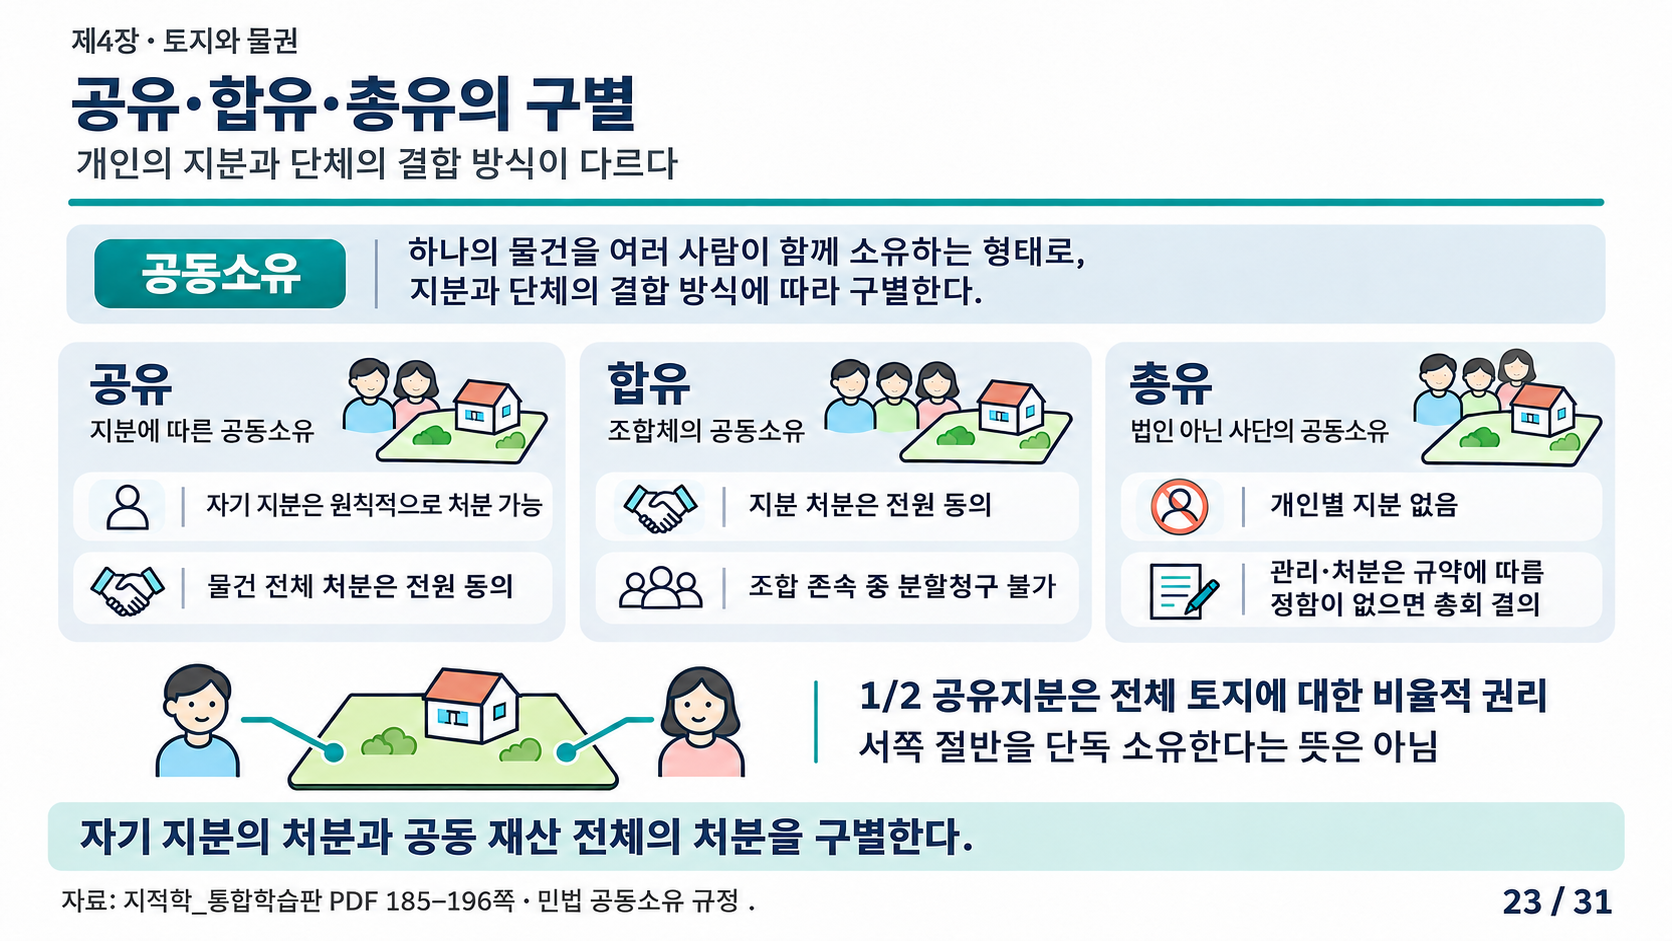 제4장 · 토지와 물권
공유·합유·총유의 구별
개인의 지분과 단체의 결합 방식이 다르다
공동소유
하나의 물건을 여러 사람이 함께 소유하는 형태로,
지분과 단체의 결합 방식에 따라 구별한다.
공유
지분에 따른 공동소유
자기 지분은 원칙적으로 처분 가능
물건 전체 처분은 전원 동의
합유
조합체의 공동소유
지분 처분은 전원 동의
조합 존속 중 분할청구 불가
총유
법인 아닌 사단의 공동소유
개인별 지분 없음
관리·처분은 규약에 따름
정함이 없으면 총회 결의
1/2 공유지분은 전체 토지에 대한 비율적 권리
서쪽 절반을 단독 소유한다는 뜻은 아님
자기 지분의 처분과 공동 재산 전체의 처분을 구별한다.
자료: 지적학_통합학습판 PDF 185–196쪽 · 민법 공동소유 규정 .
23 / 31